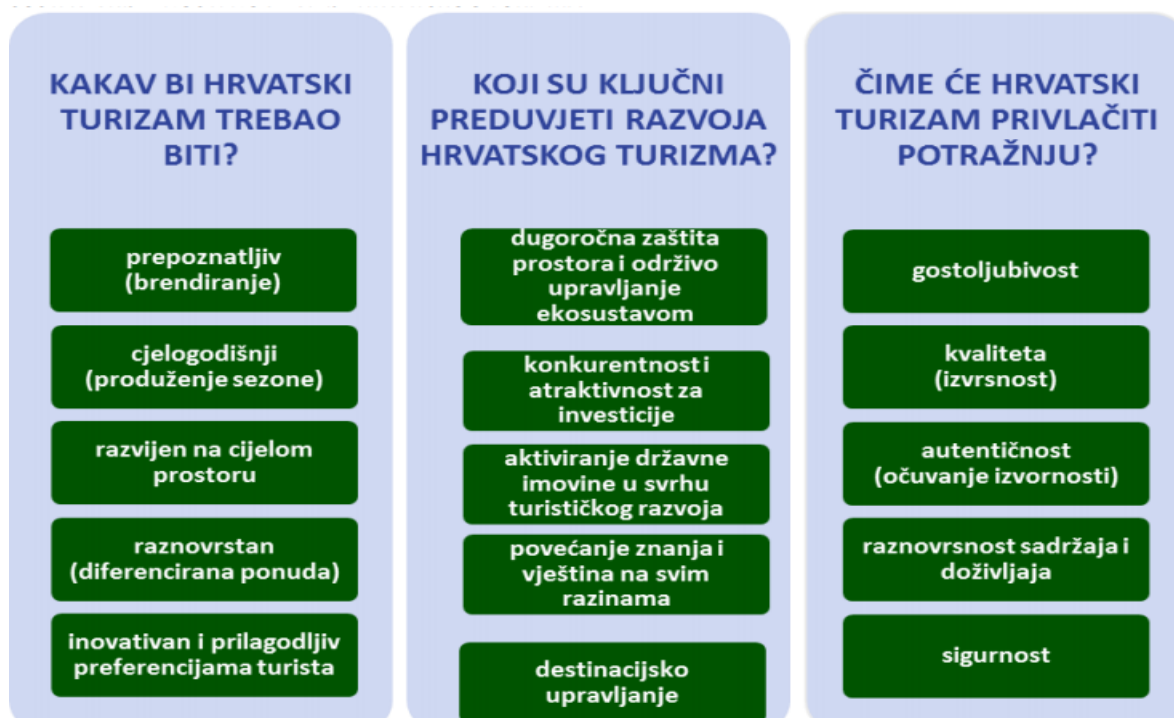 KAKAV BI HRVATSKI
TURIZAM TREBAO
BITI?
prepoznatljiv
(brendiranje)
cjelogodišnji
(produženje sezone)
razvijen na cijelom
prostoru
raznovrstan
(diferencirana ponuda)
inovativan i prilagodljiv
preferencijama turista
KOJI SU KLJUČNI
PREDUVJETI RAZVOJA
HRVATSKOG TURIZMA?
dugoročna zaštita
prostora i održivo
upravljanje
ekosustavom
konkurentnost i
atraktivnost za
investicije
aktiviranje državne
imovine u svrhu
turističkog razvoja
povećanje znanja i
vještina na svim
razinama
destinacijsko
upravljanje
ČIME ĆE HRVATSKI
TURIZAM PRIVLAČITI
POTRAŽNJU?
gostoljubivost
kvaliteta
(izvrsnost)
autentičnost
(očuvanje izvornosti)
raznovrsnost sadržaja i
doživljaja
sigurnost